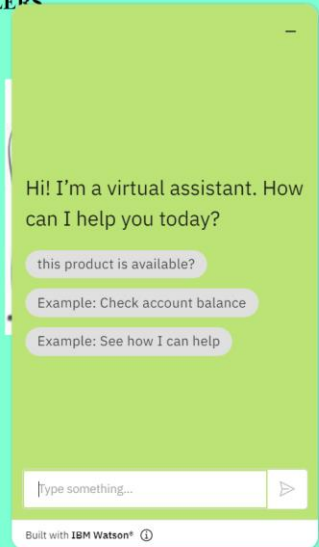 Hi! I'm a virtual assistant. How
can I help you today?
this product is available?
Example: Check account balance
Example: See how I can help
Type something...
Built with IBM Watson®